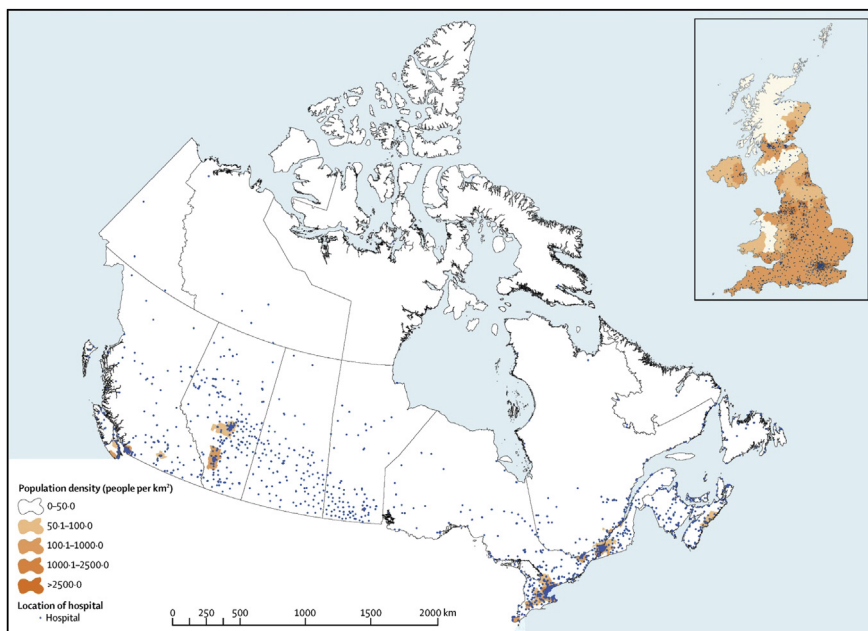 Population density (people per km²)
0–50·0
50·1–100·0
100·1–1000·0
1000·1–2500·0
>2500·0
Location of hospital
Hospital
0 250 500 1000 1500 2000 km